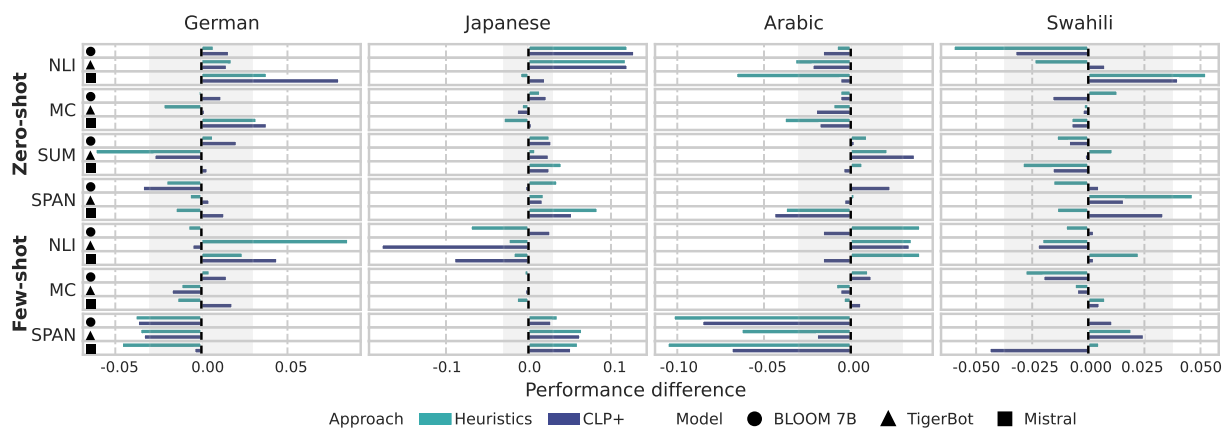 German Japanese Arabic Swahili
Zero-shot
NLI
MC
SUM
SPAN
Few-shot
NLI
MC
SPAN
-0.05 0.00 0.05 -0.1 0.0 0.1 -0.10 -0.05 0.00 -0.050 -0.025 0.000 0.025 0.050
Performance difference
Approach Heuristics CLP+ Model BLOOM 7B TigerBot Mistral